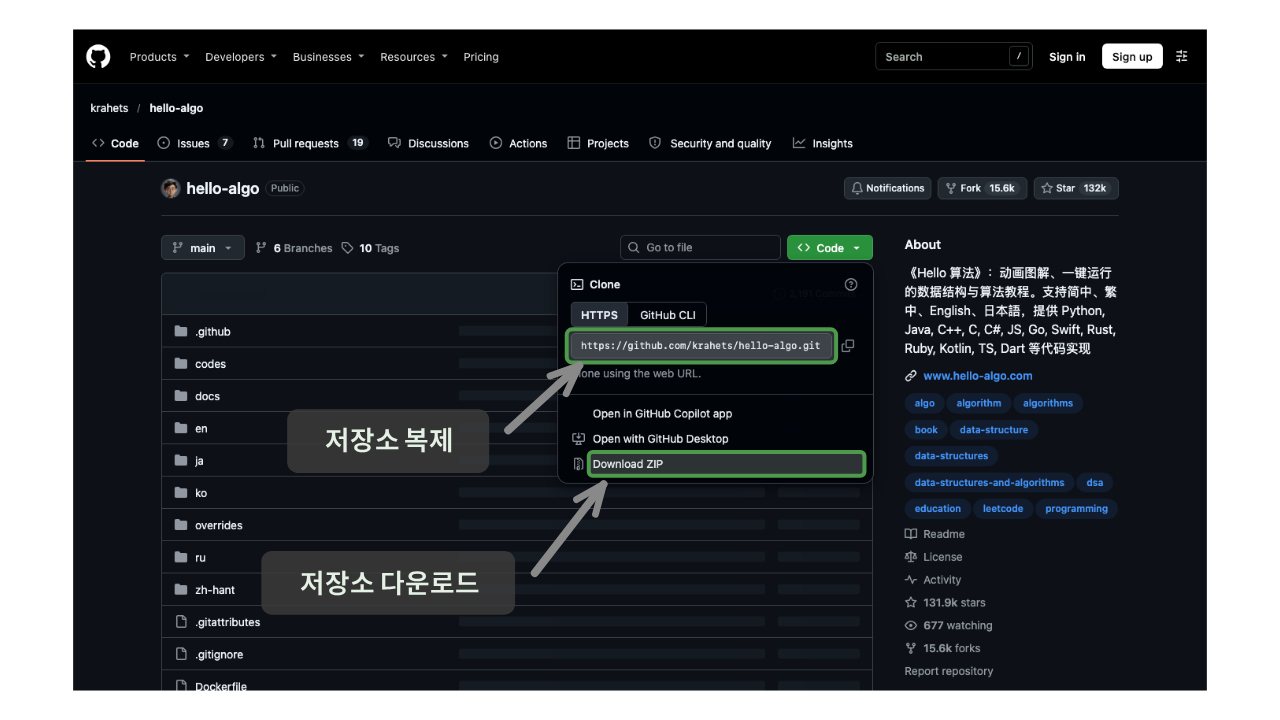 Products Developers Businesses Resources Pricing Search / Sign in Sign up
krahets / hello-algo
Code Issues 7 Pull requests 19 Discussions Actions Projects Security and quality Insights
hello-algo Public Notifications Fork 15.6k Star 132k
main 6 Branches 10 Tags Go to file Code
Clone
HTTPS GitHub CLI
https://github.com/krahets/hello-algo.git
one using the web URL.
Open in GitHub Copilot app
Open with GitHub Desktop
Download ZIP
저장소 복제
저장소 다운로드
.github
codes
docs
en
ja
ko
overrides
ru
zh-hant
.gitattributes
.gitignore
Dockerfile
About
《Hello 算法》：动画图解、一键运行
的数据结构与算法教程。支持简中、繁
中、English、日本語，提供 Python,
Java, C++, C, C#, JS, Go, Swift, Rust,
Ruby, Kotlin, TS, Dart 等代码实现
www.hello-algo.com
algo algorithm algorithms
book data-structure
data-structures
data-structures-and-algorithms dsa
education leetcode programming
Readme
License
Activity
131.9k stars
677 watching
15.6k forks
Report repository